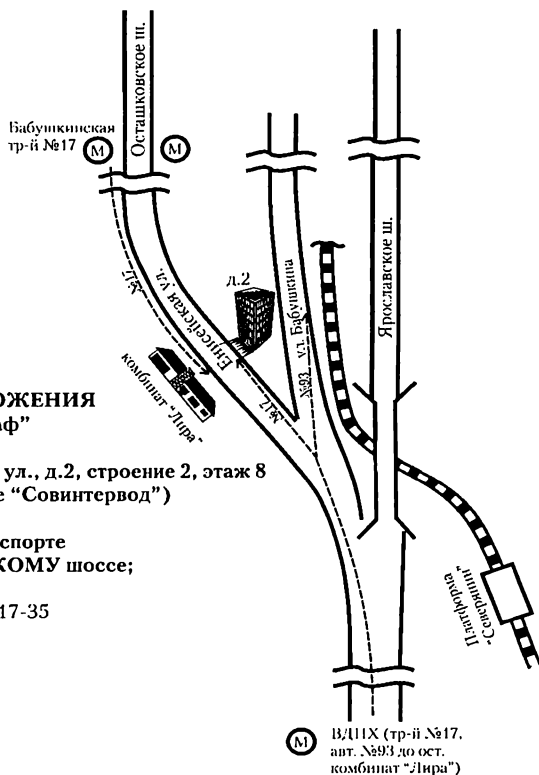 Осташковское ш.
Бабушкинская
тр-й №17
М
М
Ярославское ш.
№17
Енисейская ул.
д.2
ул. Бабушкина
№93
комбинат "Лира"
№17
ОЖЕНИЯ
аф”
ул., д.2, строение 2, этаж 8
е “Совинтервод”)
спорте
КОМУ шоссе;
17-35
Платформа
"Северянин"
М
ВДНХ (тр-й №17,
авт. №93 до ост.
комбинат "Лира")